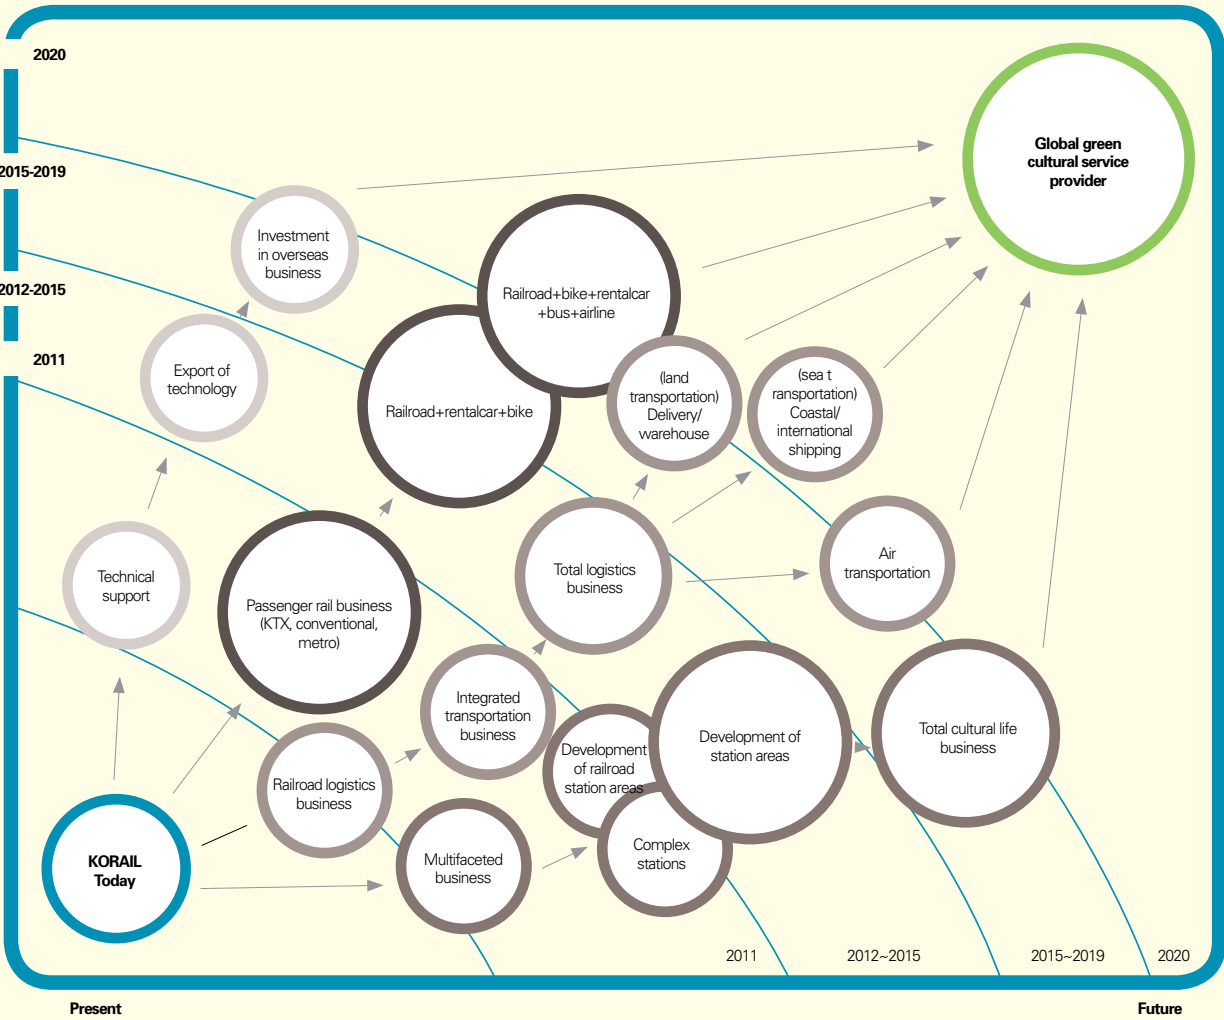 2020
2015-2019
2012-2015
2011
Global green
cultural service
provider
Investment
in overseas
business
Railroad+bike+rentalcar
+bus+airline
Export of
technology
Railroad+rentalcar+bike
(land
transportation)
Delivery/
warehouse
(sea t
ransportation)
Coastal/
international
shipping
Technical
support
Passenger rail business
(KTX, conventional,
metro)
Total logistics
business
Air
transportation
Integrated
transportation
business
Development
of railroad
station areas
Development of
station areas
Total cultural life
business
Railroad logistics
business
KORAIL
Today
Multifaceted
business
Complex
stations
2011
2012~2015
2015~2019
2020
Present
Future